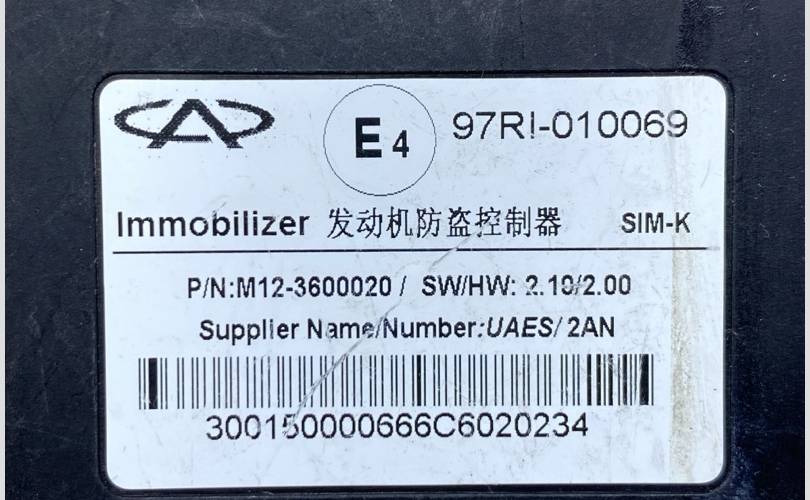 E4 97RI-010069
Immobilizer 发动机防盗控制器 SIM-K
P/N:M12-3600020 / SW/HW: 2.10/2.00
Supplier Name/Number:UAES/ 2AN
300150000666C6020234